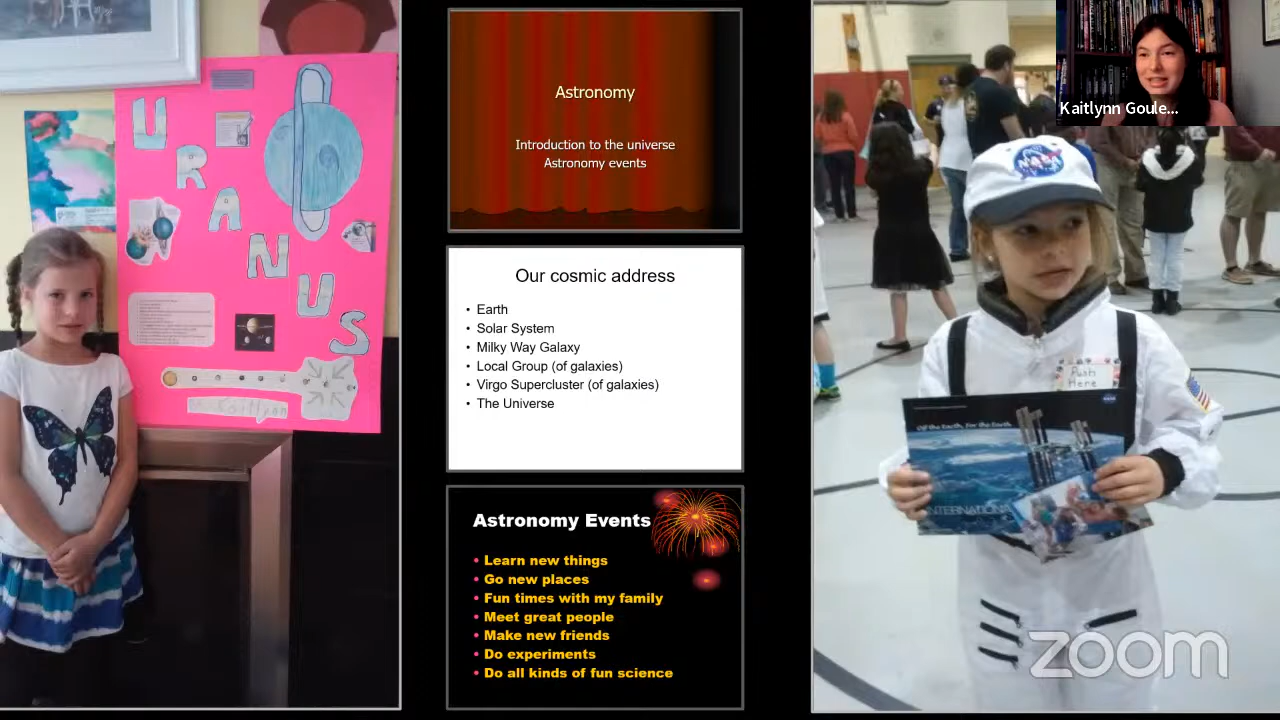 U
R
A
N
U
S
Astronomy
Introduction to the universe
Astronomy events
Our cosmic address
• Earth
• Solar System
• Milky Way Galaxy
• Local Group (of galaxies)
• Virgo Supercluster (of galaxies)
• The Universe
Astronomy Events
• Learn new things
• Go new places
• Fun times with my family
• Meet great people
• Make new friends
• Do experiments
• Do all kinds of fun science
Kaitlynn Goule...
NASA
Push
Here
Off the Earth, For the Earth
INTERNATIONA
zoom